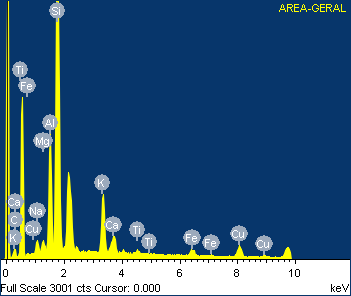 AREA-GERAL
Si
Ti
Fe
Al
Mg
K
Ca
Na
C
Cu
K
Ca
Ti
Ti
Fe
Fe
Cu
Cu
0 2 4 6 8 10
Full Scale 3001 cts Cursor: 0.000 keV